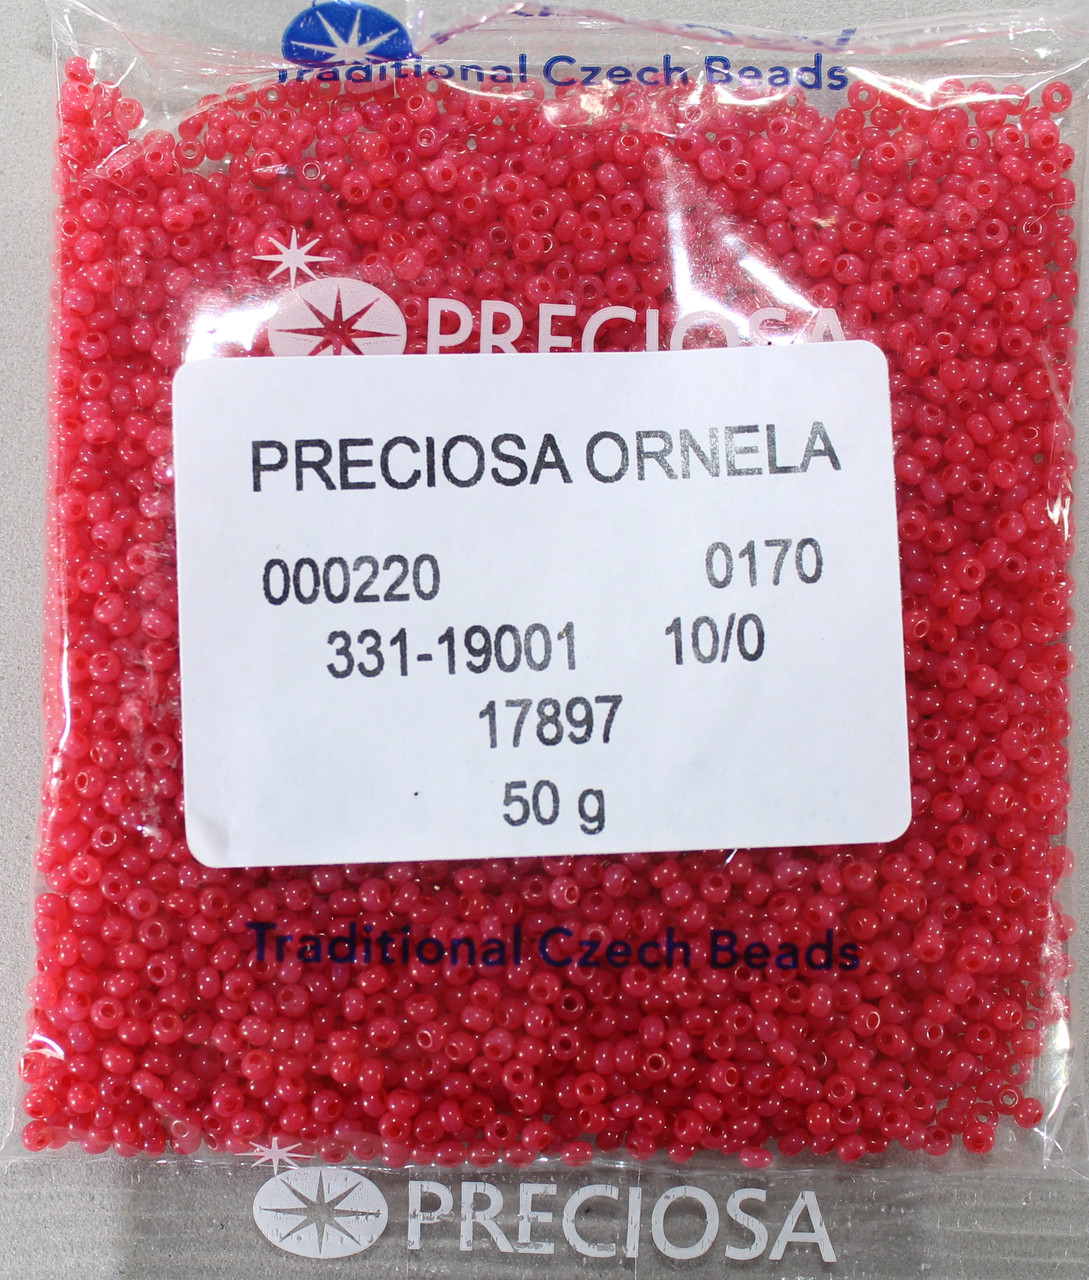 Traditional Czech Beads
PRECIOSA
PRECIOSA ORNELA
000220 0170
331-19001 10/0
17897
50 g
Traditional Czech Beads
PRECIOSA